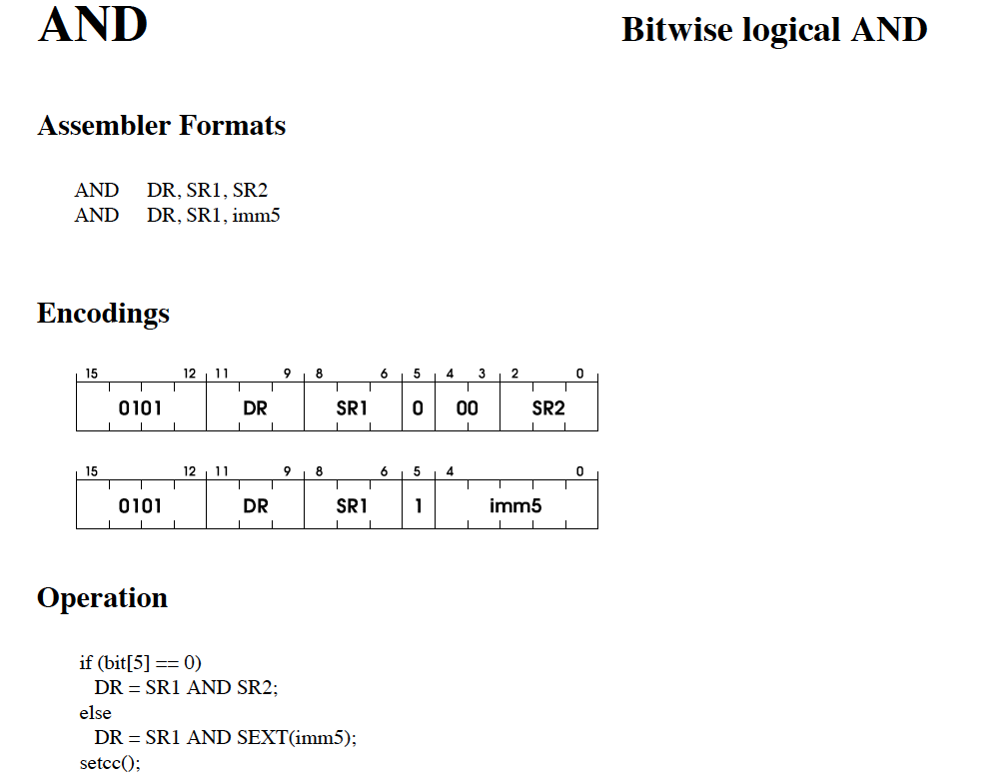 AND Bitwise logical AND
Assembler Formats
AND DR, SR1, SR2
AND DR, SR1, imm5
Encodings
15 12 11 9 8 6 5 4 3 2 0
0101 DR SR1 0 00 SR2
15 12 11 9 8 6 5 4 0
0101 DR SR1 1 imm5
Operation
if (bit[5] == 0)
DR = SR1 AND SR2;
else
DR = SR1 AND SEXT(imm5);
setcc();